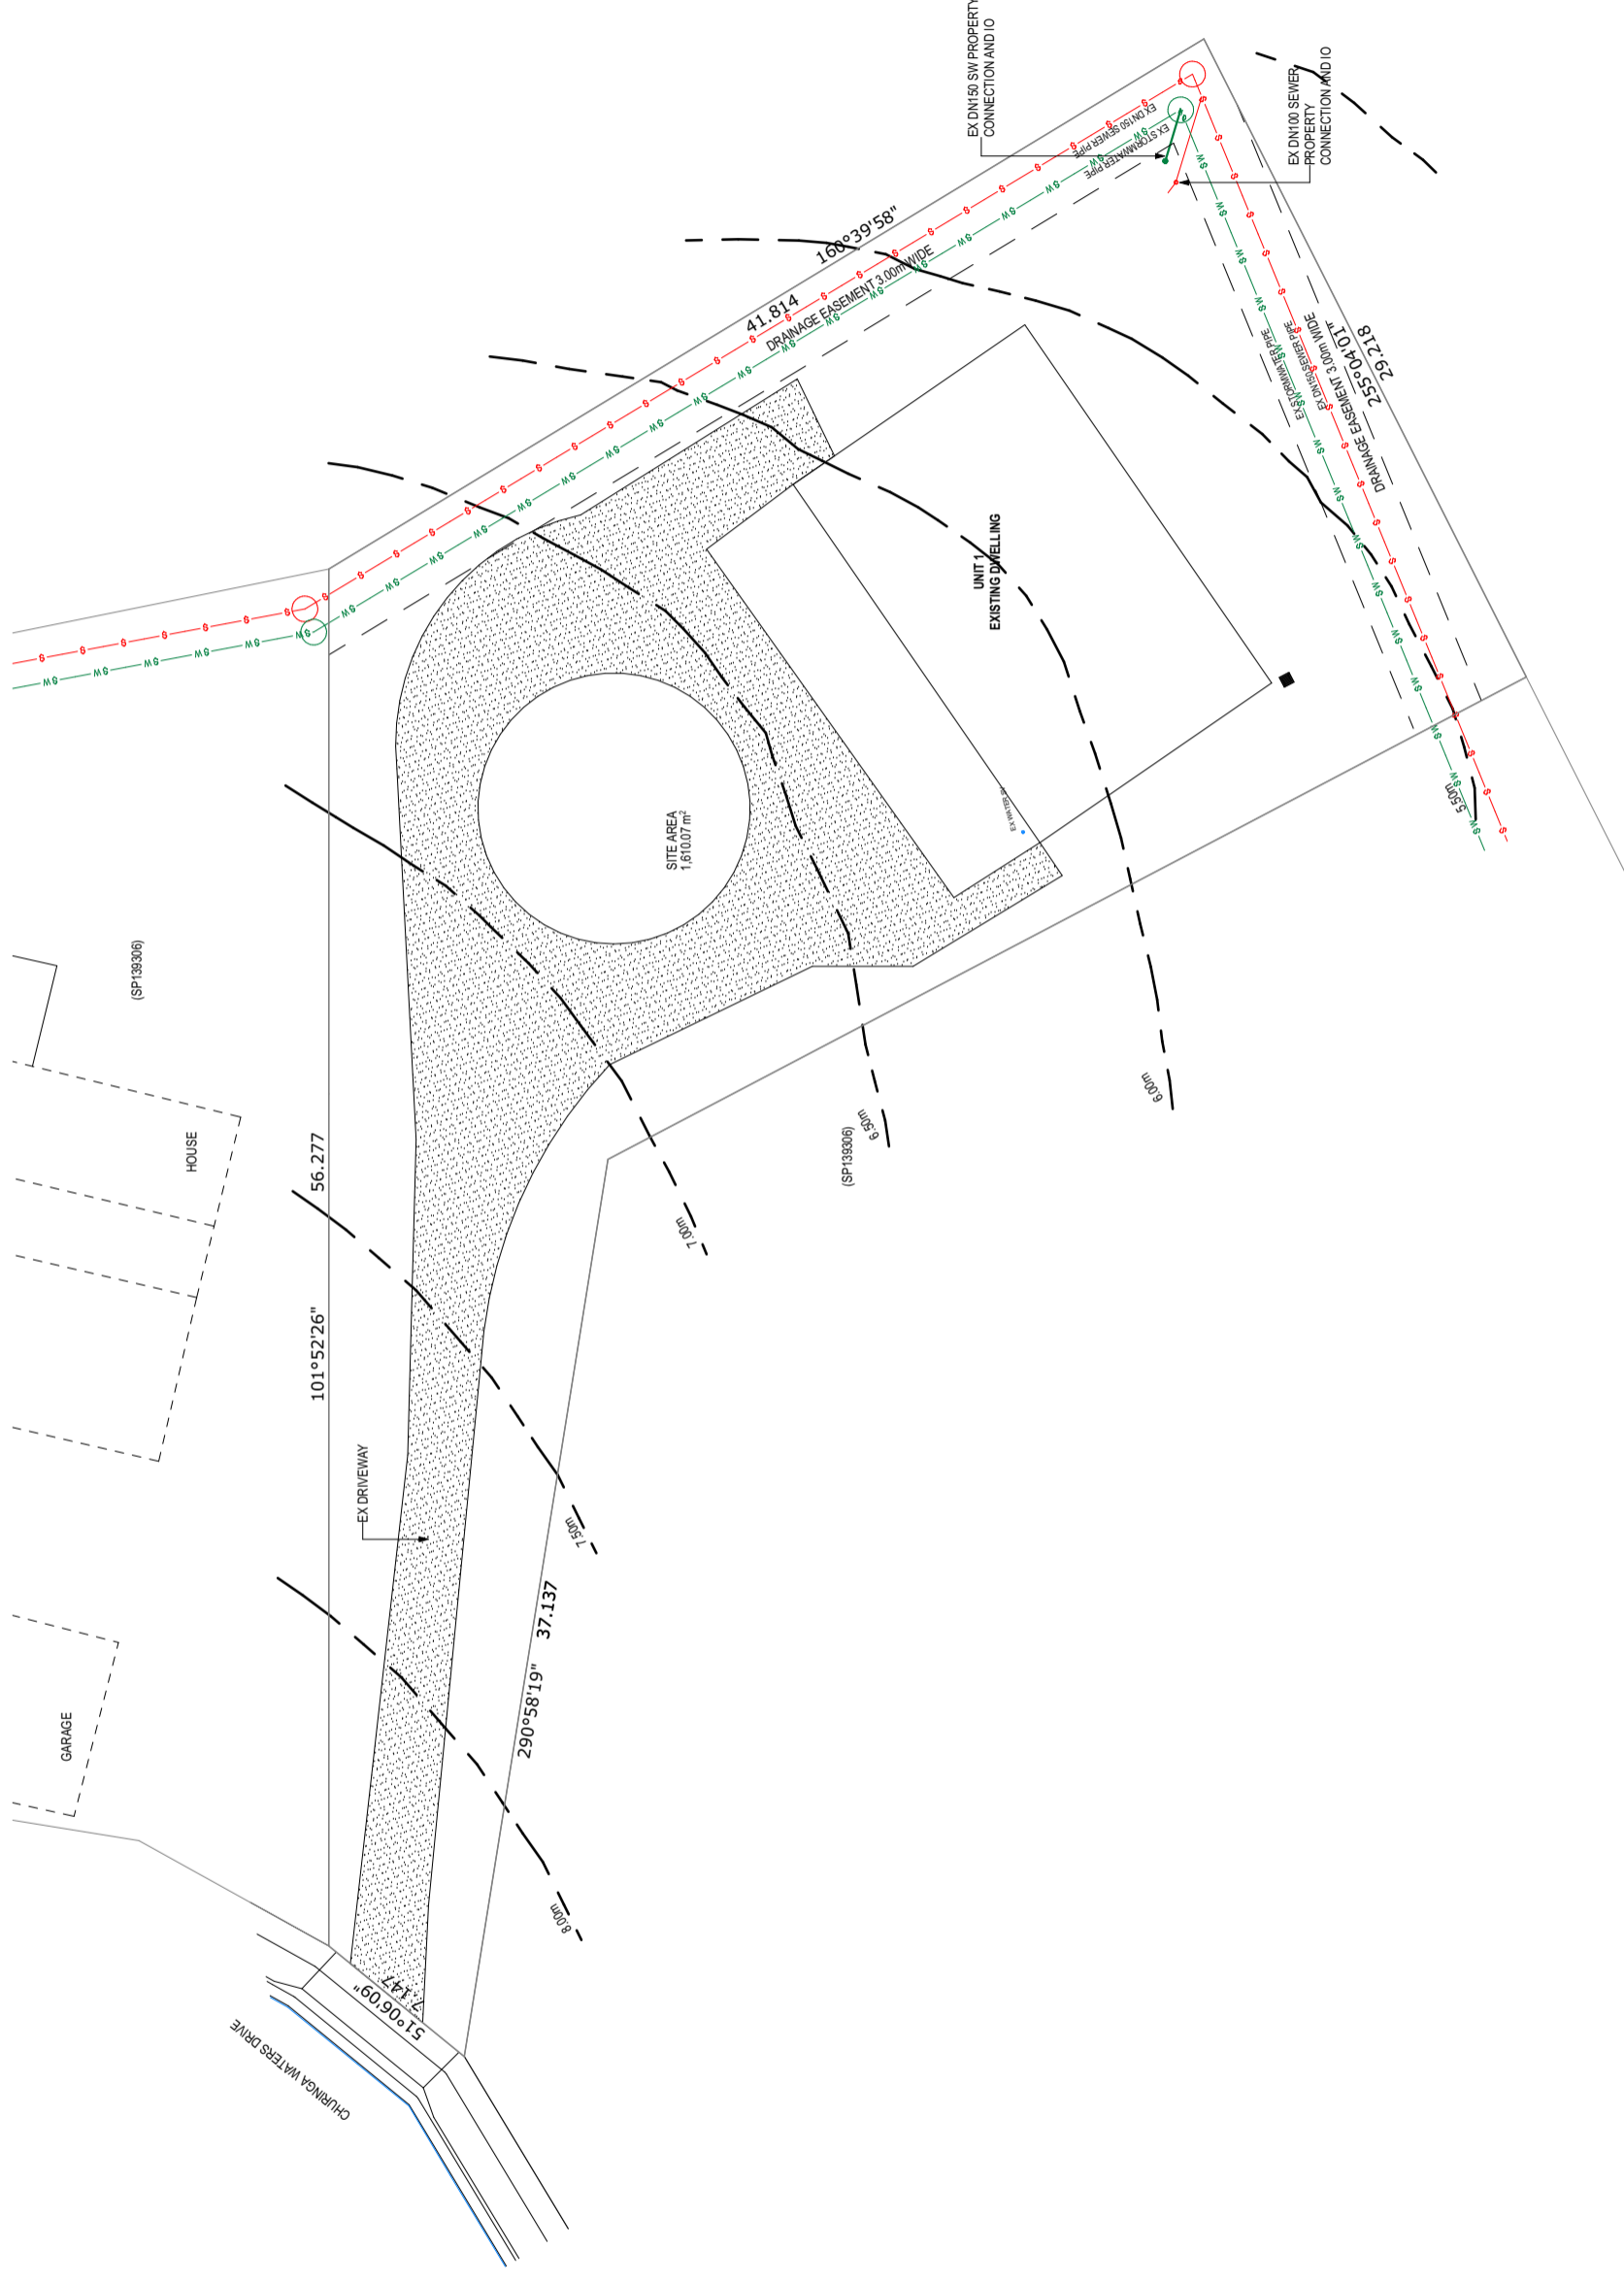 EX DN150 SW PROPERTY
CONNECTION AND IO
EX DN100 SEWER
PROPERTY
CONNECTION AND IO
EX DN150 SEWER PIPE
EX STORMWATER PIPE
160°39'58"
41.814
DRAINAGE EASEMENT 3.00m WIDE
EX STORMWATER PIPE
EX DN150 SEWER PIPE
DRAINAGE EASEMENT 3.00m WIDE
255°04'01"
29.218
UNIT 1
EXISTING DWELLING
SITE AREA
1,610.07 m²
5.50m
6.00m
6.50m
(SP139306)
(SP139306)
HOUSE
56.277
101°52'26"
7.00m
7.50m
EX DRIVEWAY
37.137
290°58'19"
GARAGE
8.00m
51°06'09"
7.147
CHURINGA WATERS DRIVE